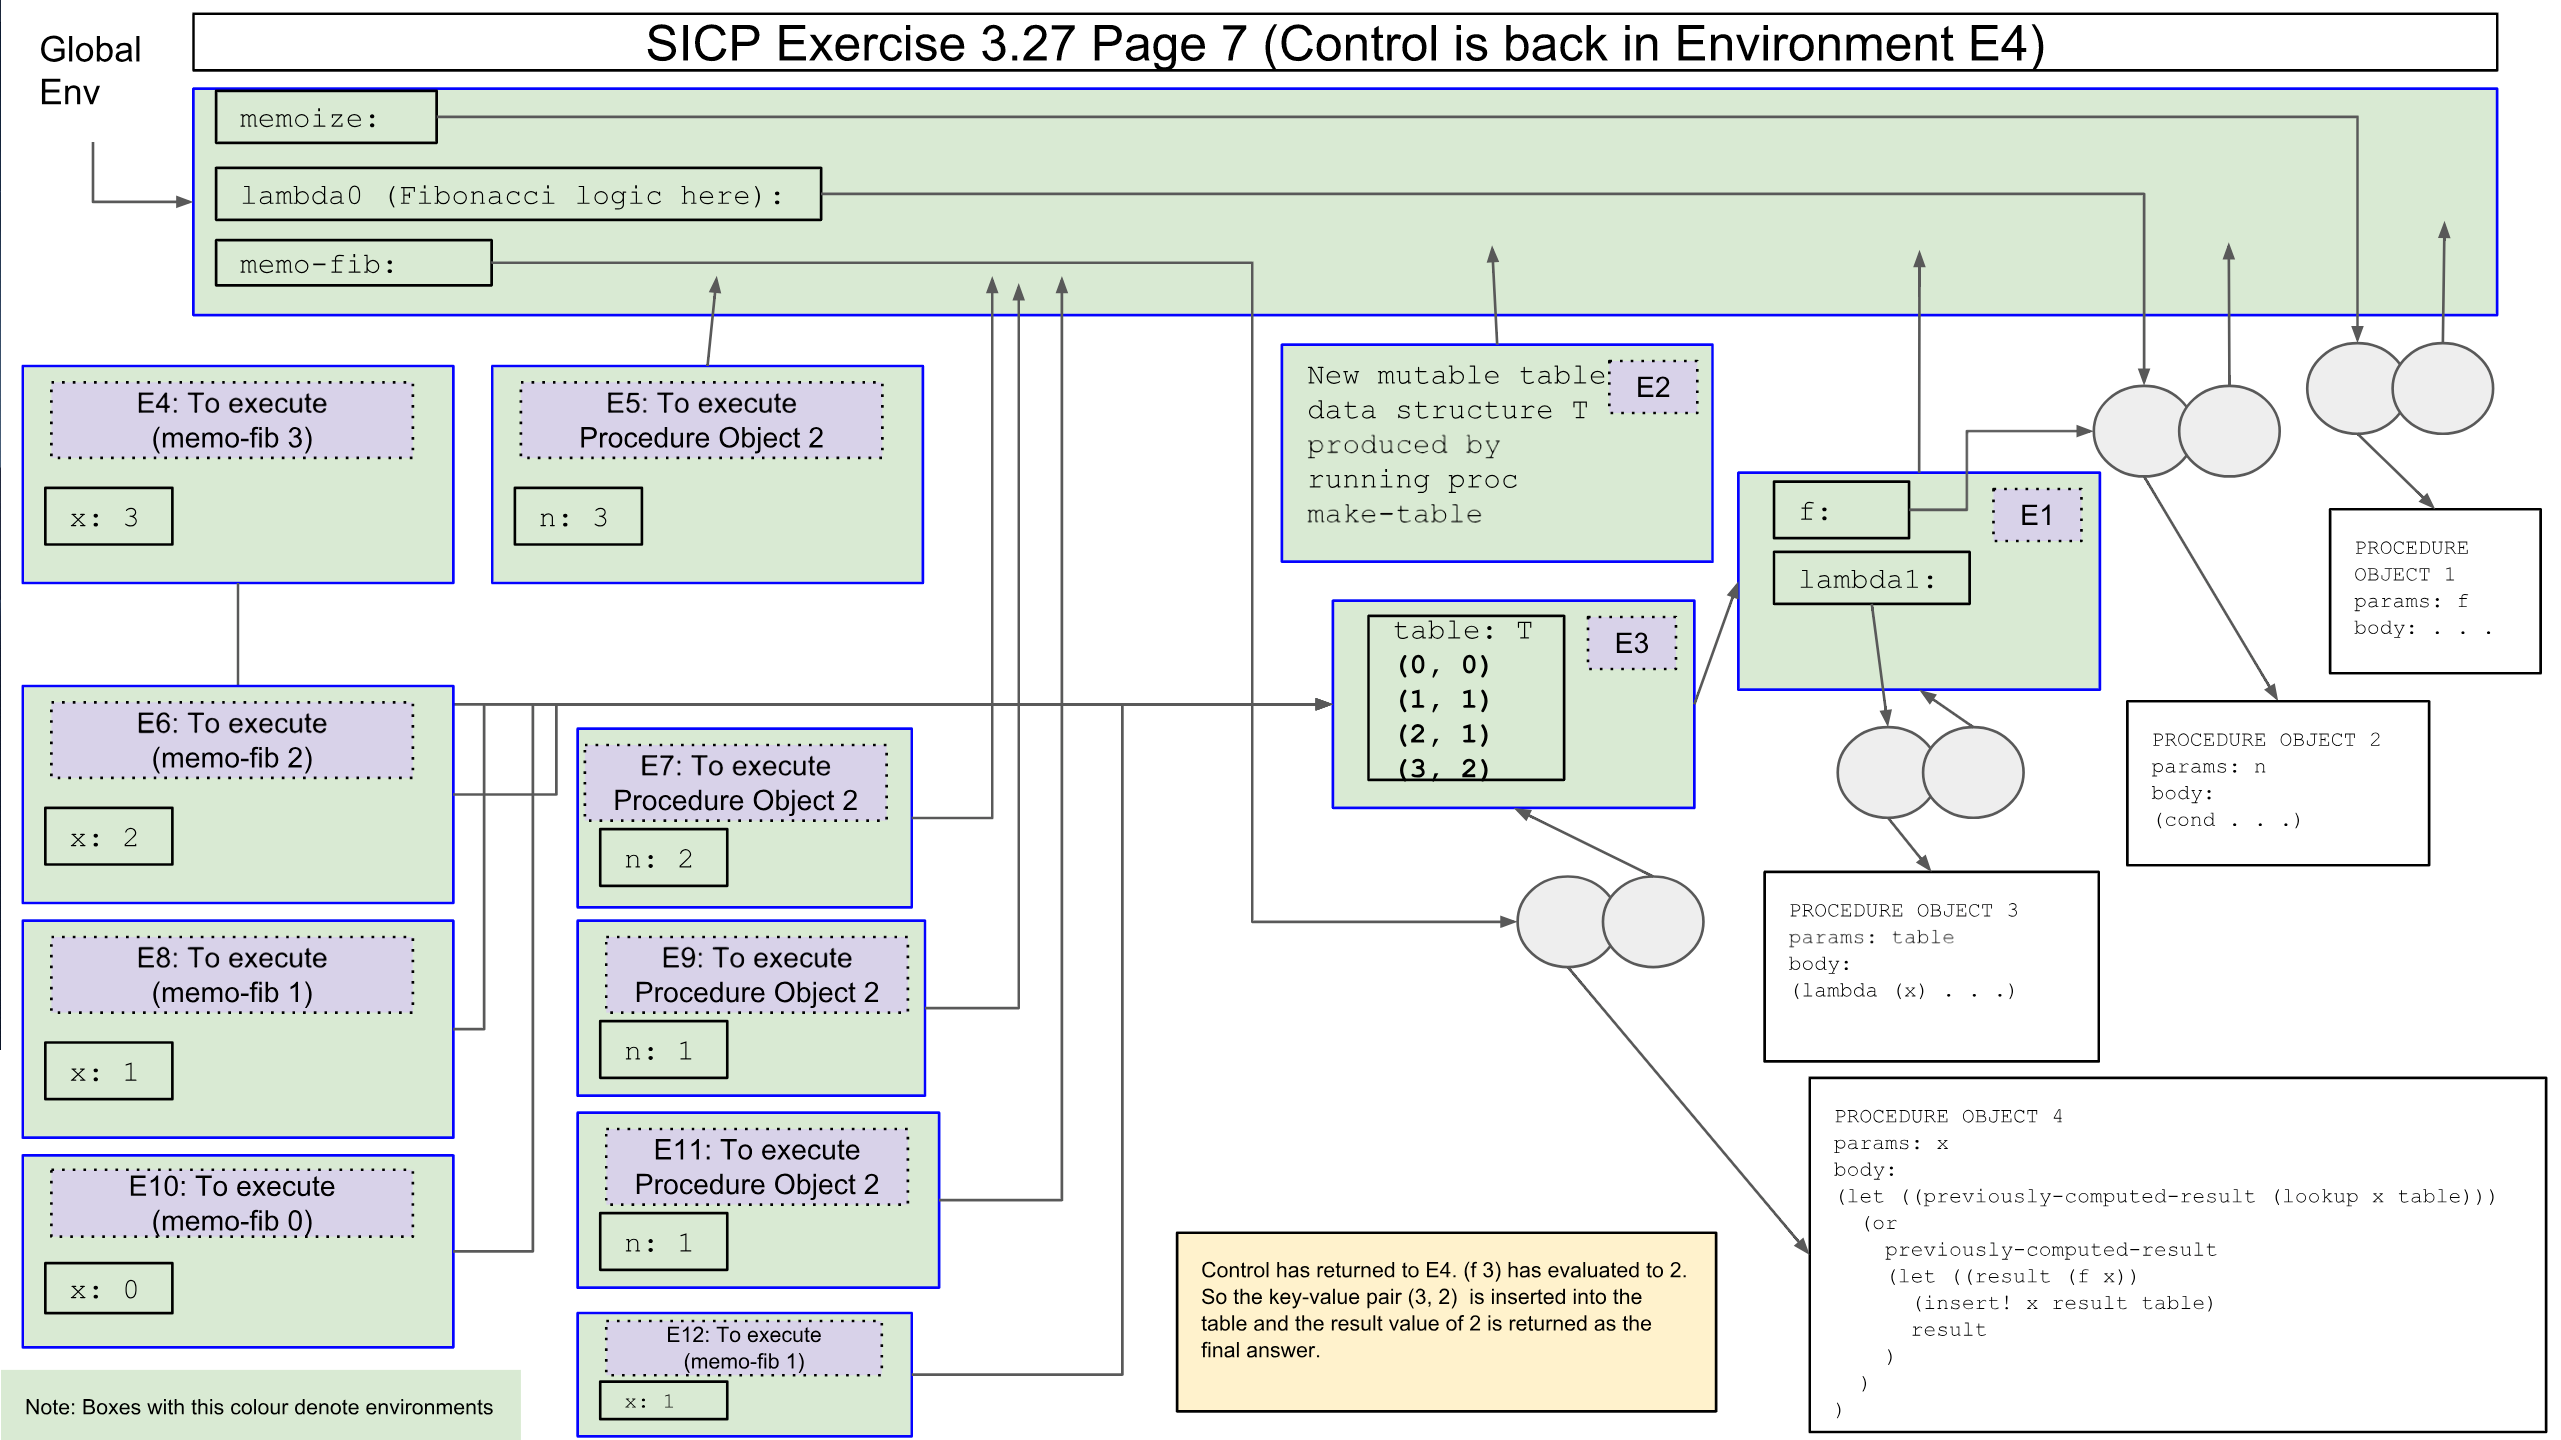 SICP Exercise 3.27 Page 7 (Control is back in Environment E4)
Global
Env
memoize:
lambda0 (Fibonacci logic here):
memo-fib:
E4: To execute
(memo-fib 3)
x: 3
E5: To execute
Procedure Object 2
n: 3
New mutable table
data structure T
produced by
running proc
make-table
E2
f:
lambda1:
E1
PROCEDURE
OBJECT 1
params: f
body: . . .
E6: To execute
(memo-fib 2)
x: 2
E7: To execute
Procedure Object 2
n: 2
table: T
(0, 0)
(1, 1)
(2, 1)
(3, 2)
E3
PROCEDURE OBJECT 2
params: n
body:
(cond . . .)
E8: To execute
(memo-fib 1)
x: 1
E9: To execute
Procedure Object 2
n: 1
PROCEDURE OBJECT 3
params: table
body:
(lambda (x) . . .)
E10: To execute
(memo-fib 0)
x: 0
E11: To execute
Procedure Object 2
n: 1
E12: To execute
(memo-fib 1)
x: 1
Control has returned to E4. (f 3) has evaluated to 2.
So the key-value pair (3, 2)  is inserted into the
table and the result value of 2 is returned as the
final answer.
PROCEDURE OBJECT 4
params: x
body:
(let ((previously-computed-result (lookup x table)))
  (or
    previously-computed-result
    (let ((result (f x))
      (insert! x result table)
      result
    )
  )
)
Note: Boxes with this colour denote environments